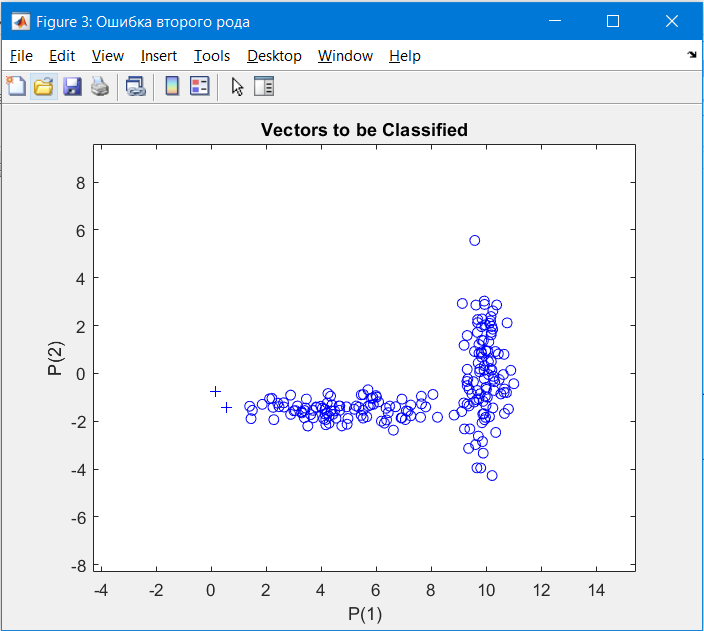 Figure 3: Ошибка второго рода
File Edit View Insert Tools Desktop Window Help
Vectors to be Classified
8
6
4
2
0
-2
-4
-6
-8
P(2)
-4 -2 0 2 4 6 8 10 12 14
P(1)